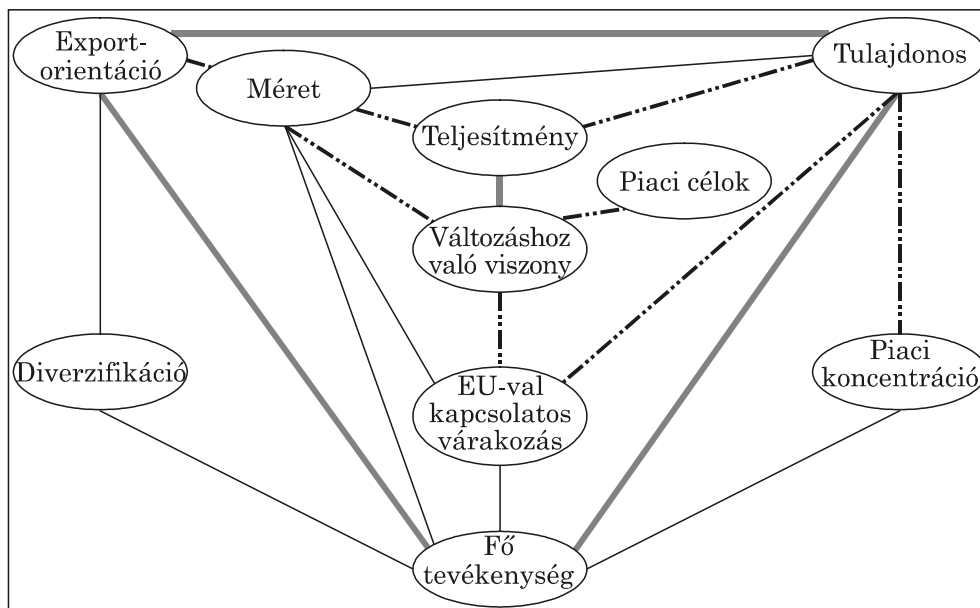 Export-
orientáció
Tulajdonos
Méret
Teljesítmény
Piaci célok
Változáshoz
való viszony
Diverzifikáció
EU-val
kapcsolatos
várakozás
Piaci
koncentráció
Fő
tevékenység